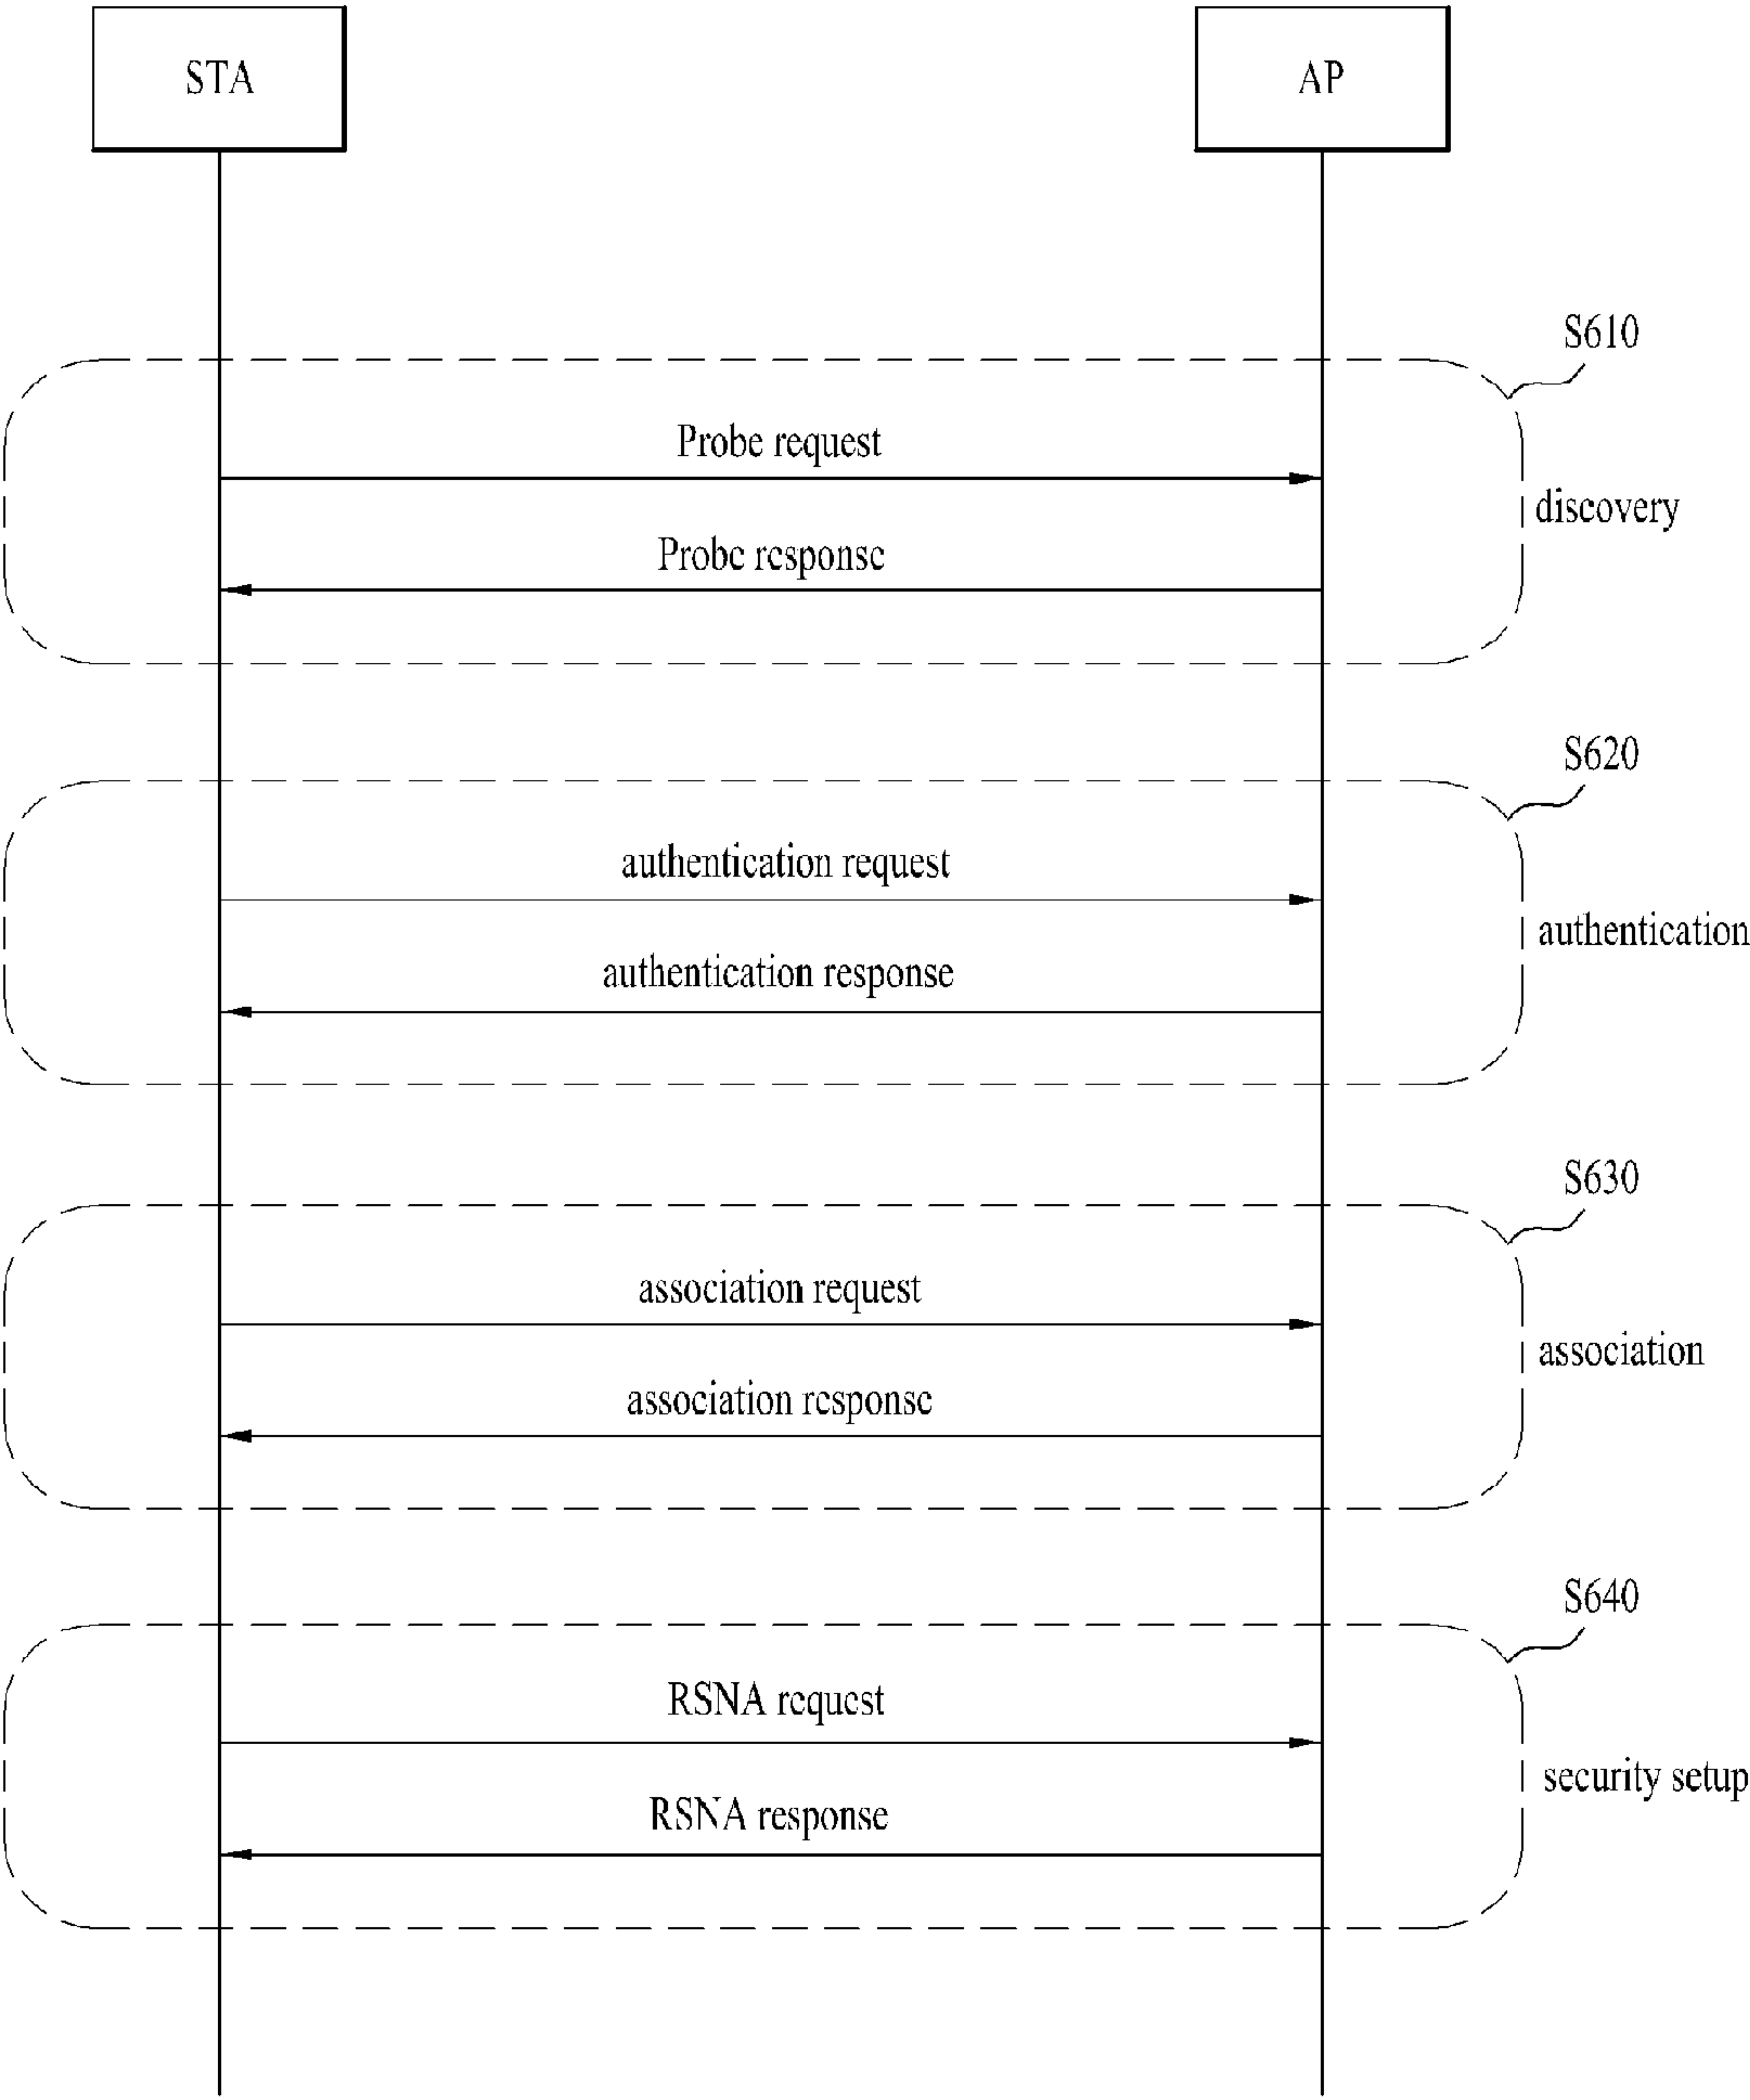 STA
AP
S610
Probe request
discovery
Probe response
S620
authentication request
authentication
authentication response
S630
association request
association
association response
S640
RSNA request
security setup
RSNA response